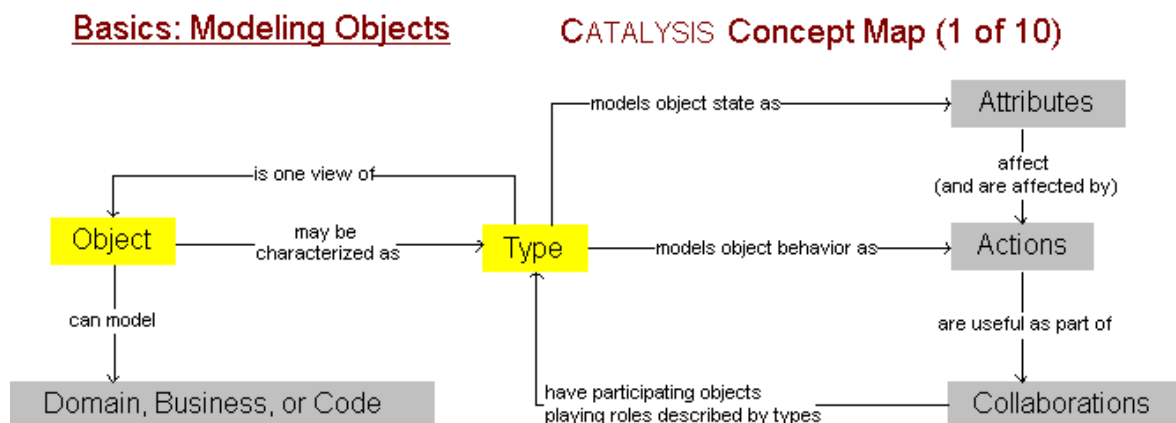 Basics: Modeling Objects
CATALYSIS Concept Map (1 of 10)
models object state as
Attributes
is one view of
affect
(and are affected by)
Object
may be
characterized as
Type
models object behavior as
Actions
can model
are useful as part of
Domain, Business, or Code
have participating objects
playing roles described by types
Collaborations